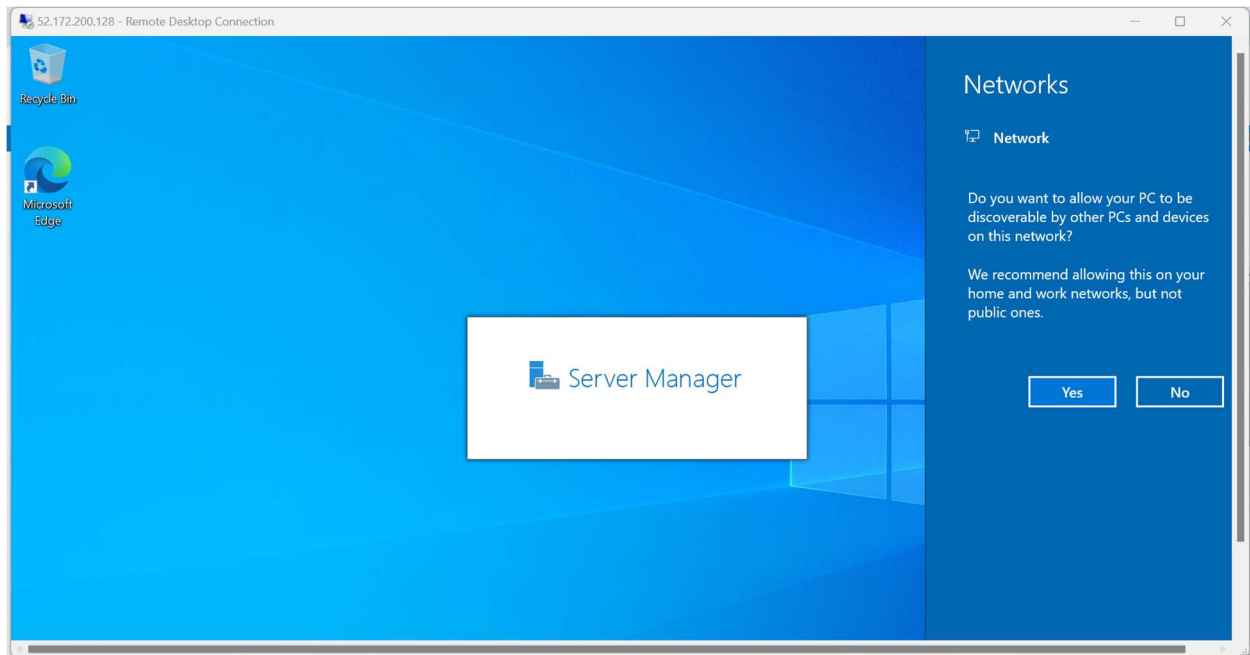 52.172.200.128 - Remote Desktop Connection
Recycle Bin
Microsoft
Edge
Server Manager
Networks
Network
Do you want to allow your PC to be
discoverable by other PCs and devices
on this network?
We recommend allowing this on your
home and work networks, but not
public ones.
Yes
No